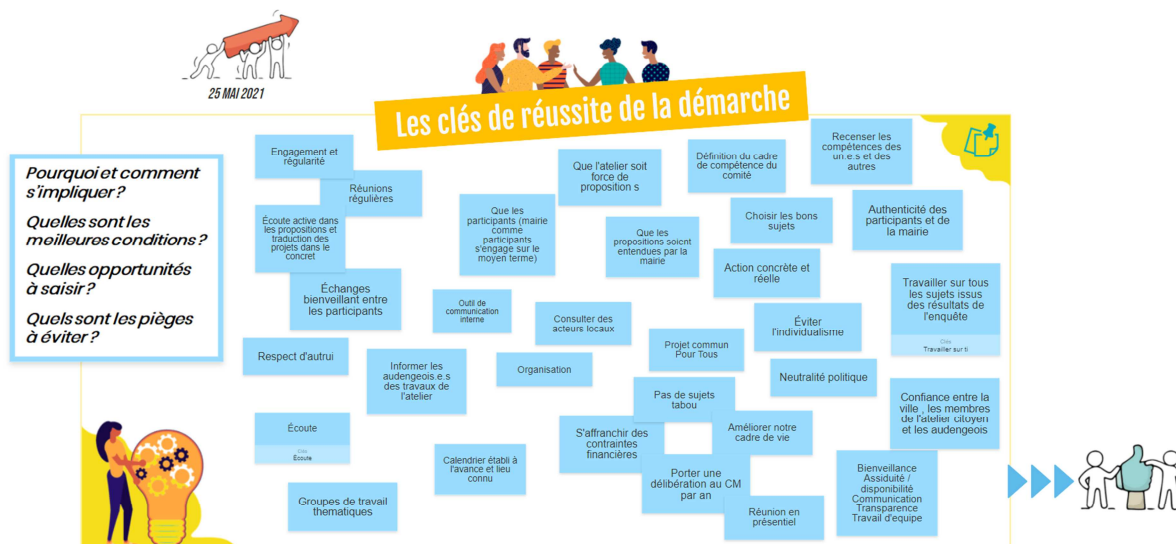 25 MAI 2021
Les clés de réussite de la démarche
Pourquoi et comment
s'impliquer ?
Quelles sont les
meilleures conditions ?
Quelles opportunités
à saisir ?
Quels sont les pièges
à éviter ?
Engagement et
régularité
Réunions
régulières
Écoute active dans
les propositions et
traduction des
projets dans le
concret
Échanges
bienveillant entre
les participants
Respect d'autrui
Informer les
audengeois.e.s
des travaux de
l'atelier
Écoute
Clés
Écoute
Groupes de travail
thematiques
Que les
participants (mairie
comme
participants
s'engage sur le
moyen terme)
Outil de
communication
interne
Organisation
Calendrier établi à
l'avance et lieu
connu
Que l'atelier soit
force de
proposition s
Que les
propositions soient
entendues par la
mairie
Consulter des
acteurs locaux
Projet commun
Pour Tous
Pas de sujets
tabou
S'affranchir des
contraintes
financières
Porter une
délibération au CM
par an
Définition du cadre
de compétence du
comité
Choisir les bons
sujets
Action concrète et
réelle
Éviter
l'individualisme
Neutralité politique
Améliorer notre
cadre de vie
Réunion en
présentiel
Recenser les
compétences des
un.e.s et des
autres
Authenticité des
participants et de
la mairie
Travailler sur tous
les sujets issus
des résultats de
l'enquête
Clés
Travailler sur ti
Confiance entre la
ville , les membres
de l'atelier citoyen
et les audengeois
Bienveillance
Assiduité /
disponibilité
Communication
Transparence
Travail d'equipe